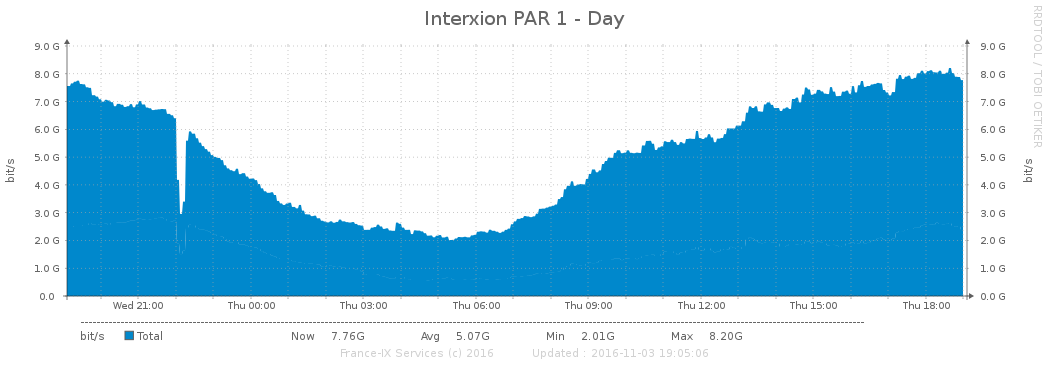 Interxion PAR 1 - Day
RRDTOOL / TOBI OETIKER
9.0 G 9.0 G
8.0 G 8.0 G
7.0 G 7.0 G
6.0 G 6.0 G
5.0 G 5.0 G
4.0 G 4.0 G
3.0 G 3.0 G
2.0 G 2.0 G
1.0 G 1.0 G
0.0 0.0 G
bit/s bit/s
Wed 21:00 Thu 00:00 Thu 03:00 Thu 06:00 Thu 09:00 Thu 12:00 Thu 15:00 Thu 18:00
bit/s Total Now 7.76G Avg 5.07G Min 2.01G Max 8.20G
France-IX Services (c) 2016 Updated : 2016-11-03 19:05:06